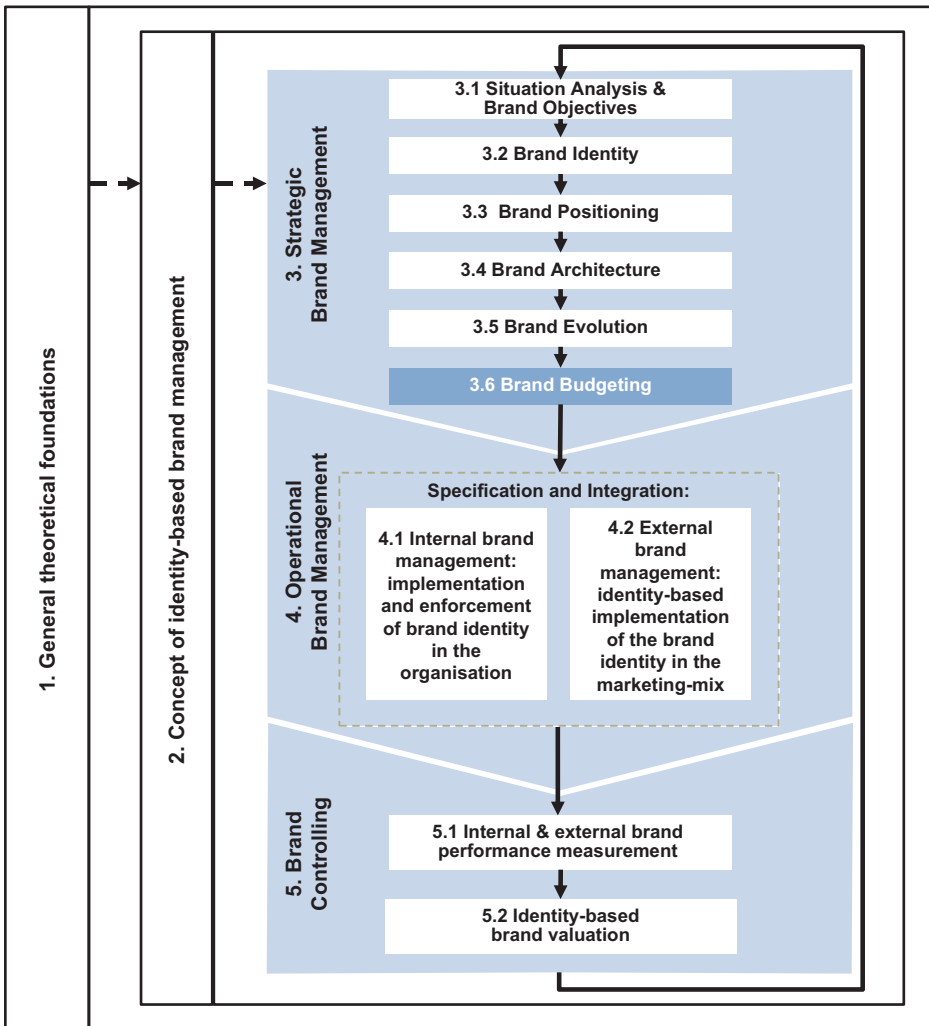 1. General theoretical foundations
2. Concept of identity-based brand management
3. Strategic
Brand Management
3.1 Situation Analysis &
Brand Objectives
3.2 Brand Identity
3.3 Brand Positioning
3.4 Brand Architecture
3.5 Brand Evolution
3.6 Brand Budgeting
4. Operational
Brand Management
Specification and Integration:
4.1 Internal brand
management:
implementation
and enforcement
of brand identity
in the
organisation
4.2 External
brand
management:
identity-based
implementation
of the brand
identity in the
marketing-mix
5. Brand
Controlling
5.1 Internal & external brand
performance measurement
5.2 Identity-based
brand valuation